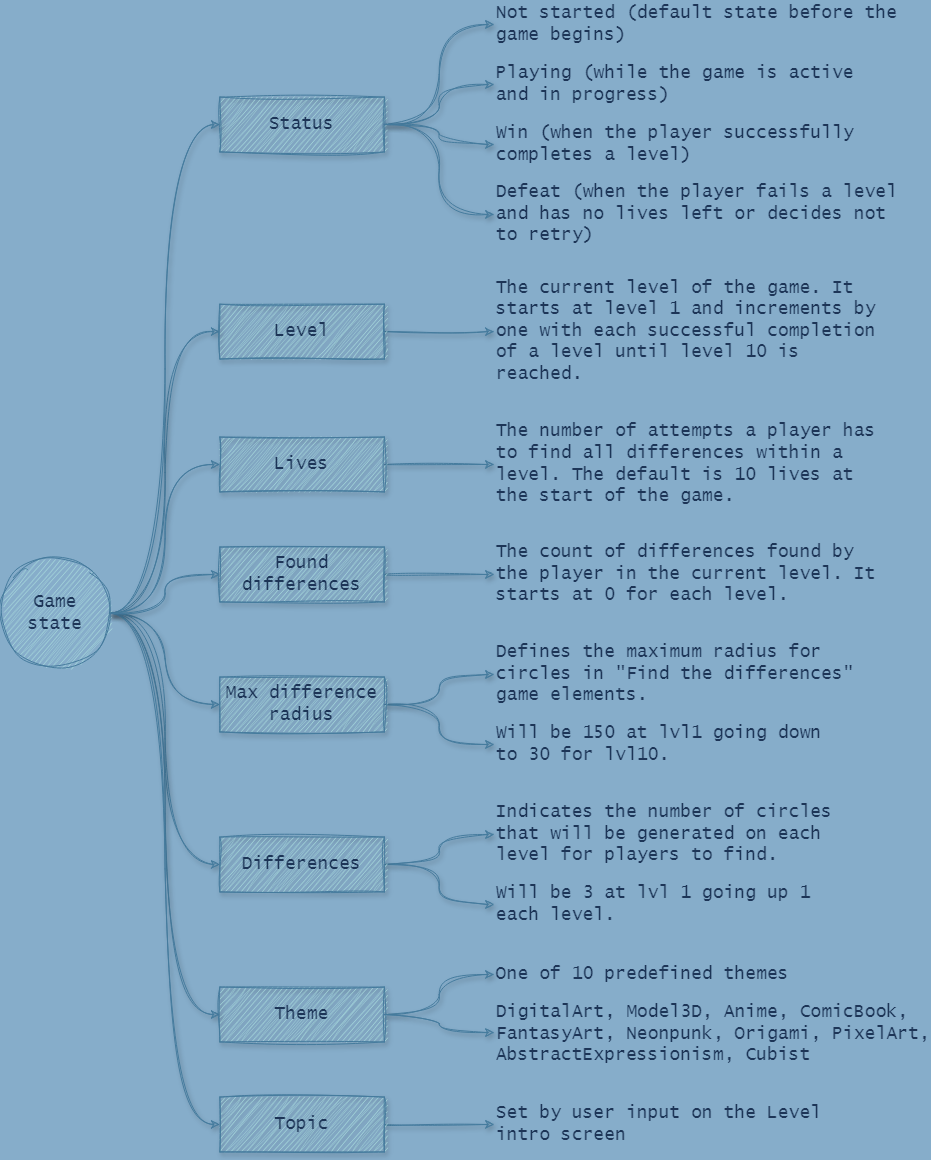 Not started (default state before the
game begins)
Playing (while the game is active
and in progress)
Status
Win (when the player successfully
completes a level)
Defeat (when the player fails a level
and has no lives left or decides not
to retry)
The current level of the game. It
starts at level 1 and increments by
Level
one with each successful completion
of a level until level 10 is
reached.
The number of attempts a player has
to find all differences within a
Lives
level. The default is 10 lives at
the start of the game.
Found
differences
The count of differences found by
the player in the current level. It
starts at 0 for each level.
Game
state
Defines the maximum radius for
circles in "Find the differences"
game elements.
Max difference
radius
Will be 150 at lvl1 going down
to 30 for lvl10.
Indicates the number of circles
that will be generated on each
level for players to find.
Differences
Will be 3 at lvl 1 going up 1
each level.
One of 10 predefined themes
Theme
DigitalArt, Model3D, Anime, ComicBook,
FantasyArt, Neonpunk, Origami, PixelArt,
AbstractExpressionism, Cubist
Topic
Set by user input on the Level
intro screen